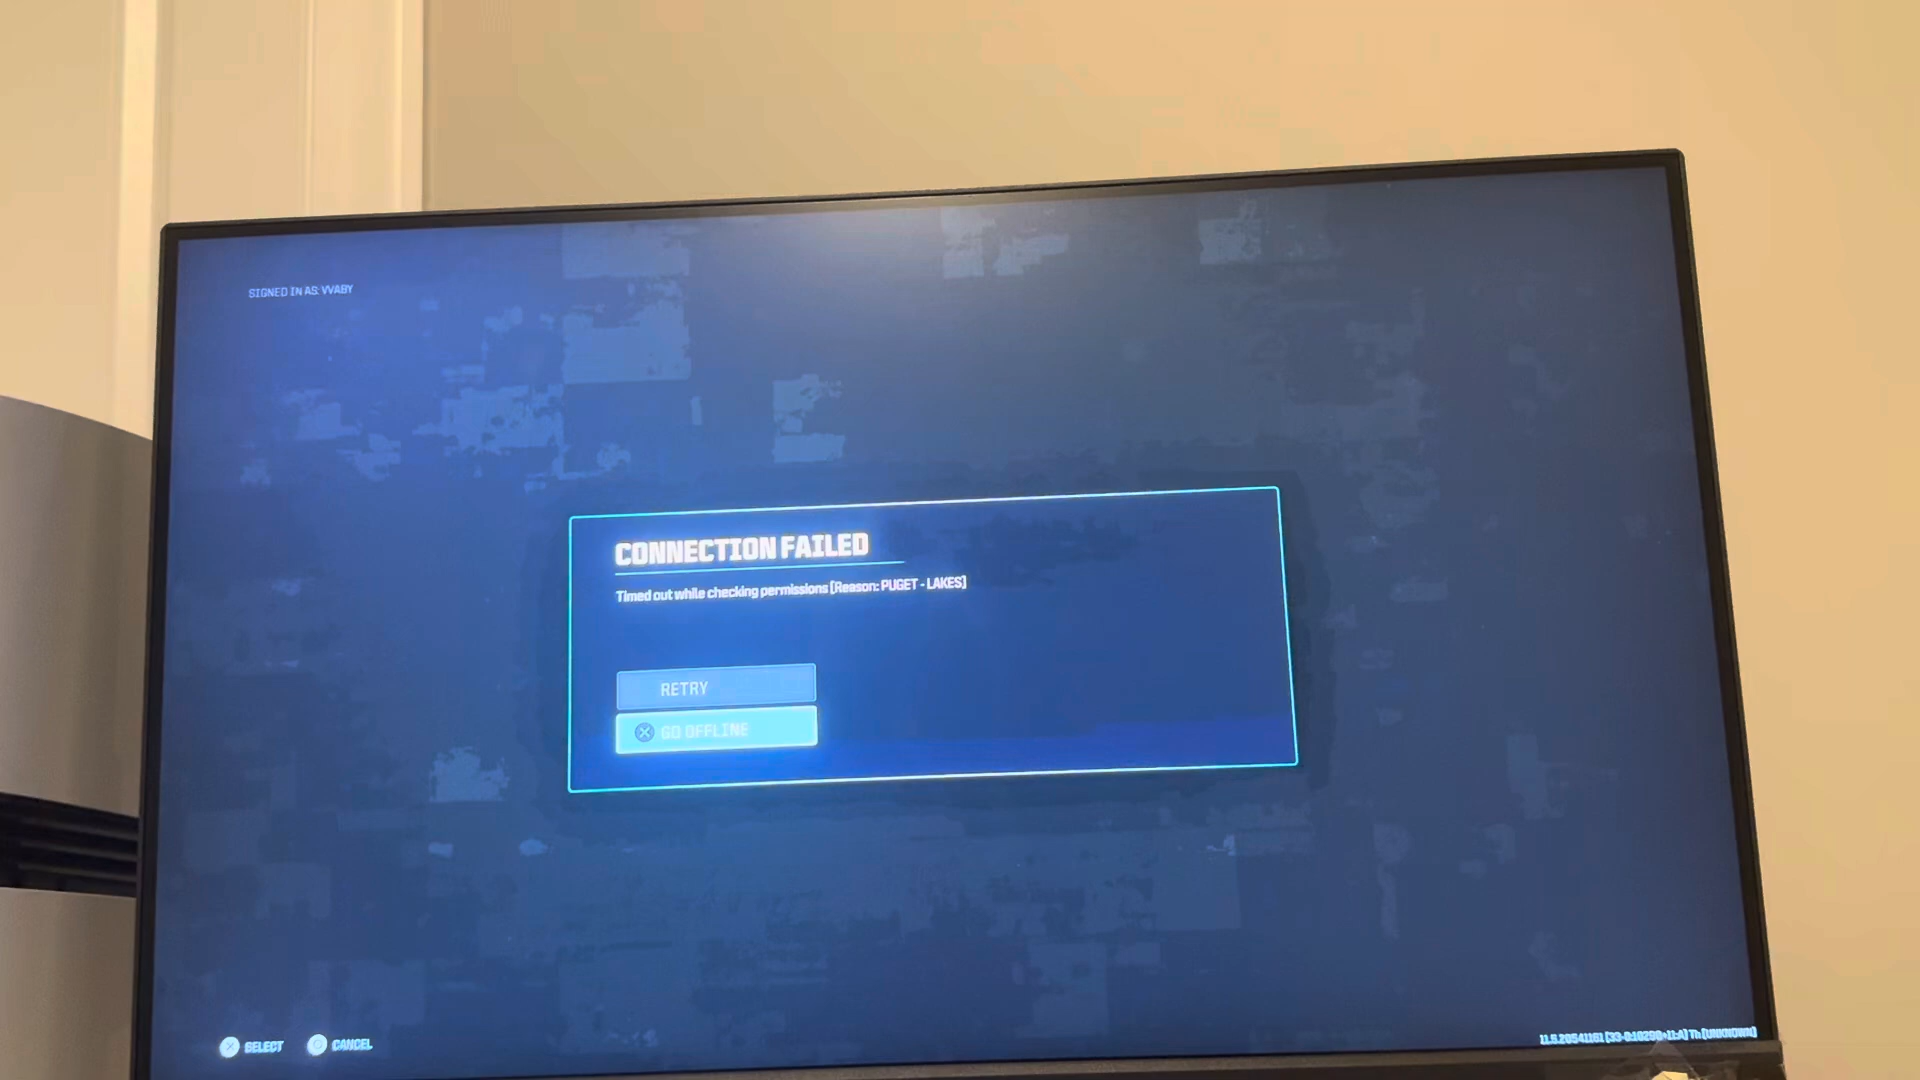 SIGNED IN AS: VVABY
CONNECTION FAILED
Timed out while checking permissions [Reason: PUGET - LAKES]
RETRY
GO OFFLINE
SELECT CANCEL